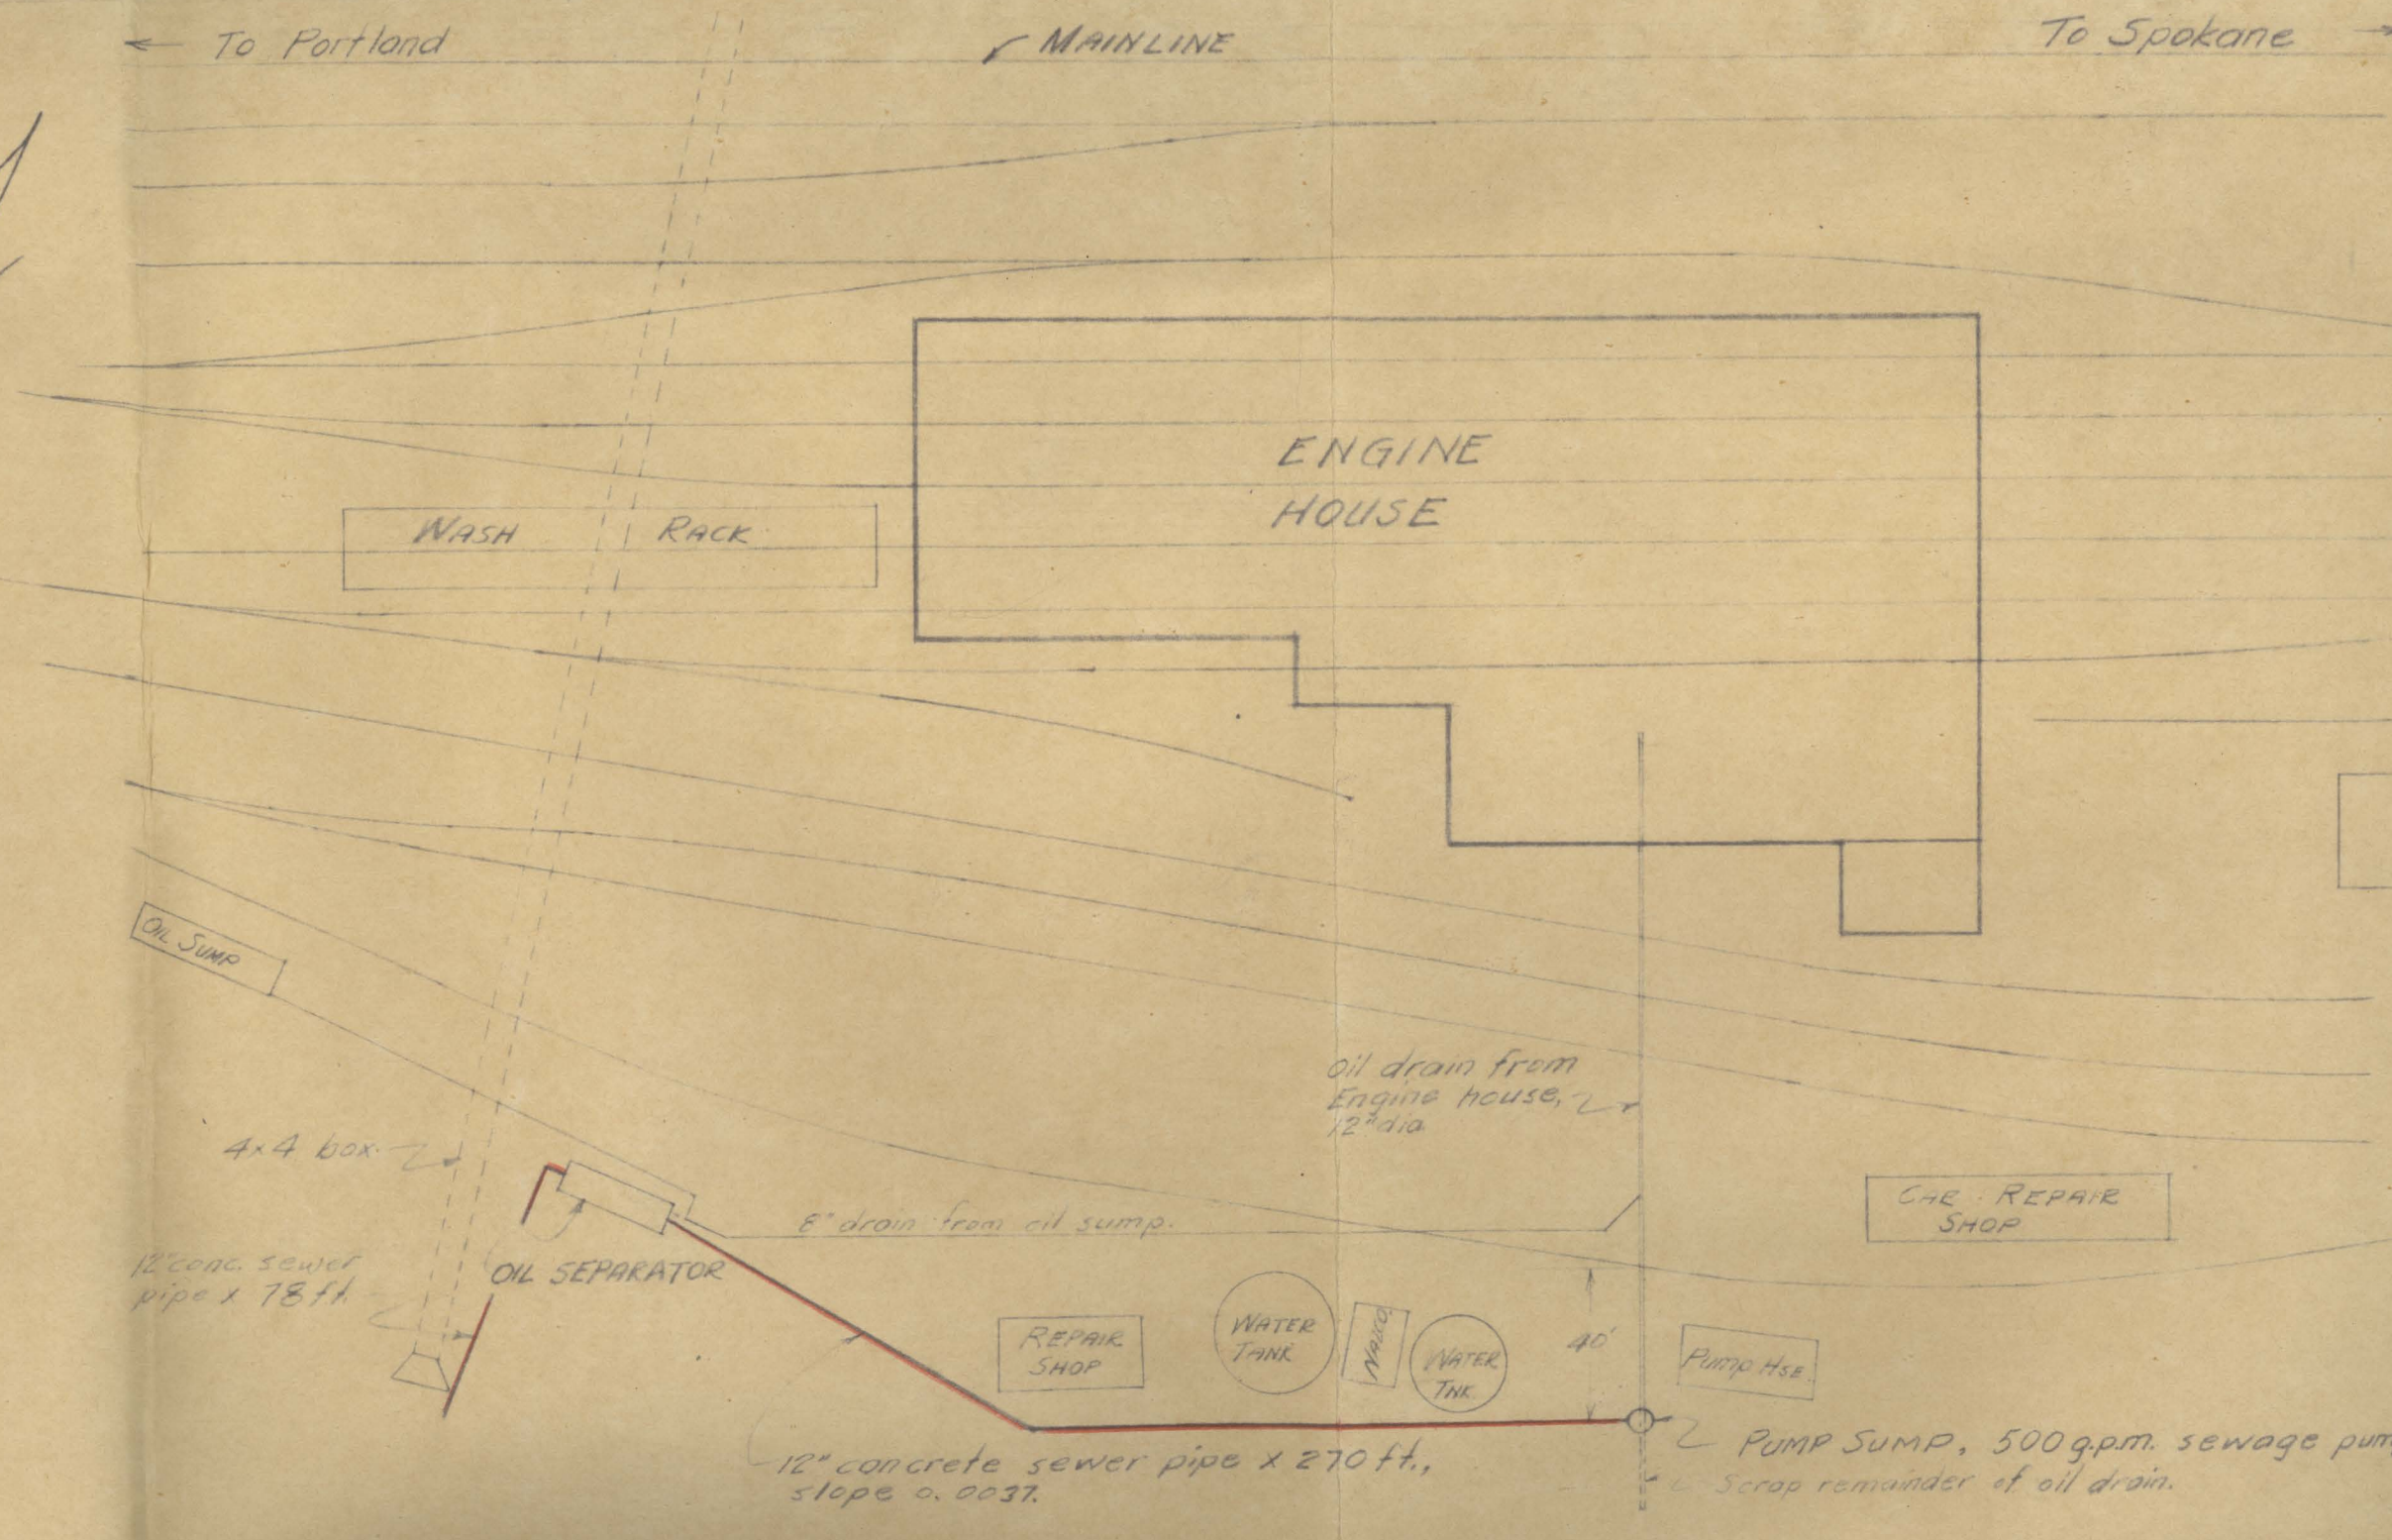 ← To Portland
MAINLINE
To Spokane →
ENGINE
HOUSE
WASH RACK
OIL SUMP
oil drain from
Engine house,
12" dia
4x4 box.
CAR REPAIR
SHOP
8" drain from oil sump.
12" conc. sewer
pipe x 78 ft.
OIL SEPARATOR
REPAIR
SHOP
WATER
TANK
NALCO
WATER
TNK.
40'
Pump HSE.
PUMP SUMP, 500 g.p.m. sewage pum
Scrap remainder of oil drain.
12" concrete sewer pipe x 270 ft.,
slope 0.0037.